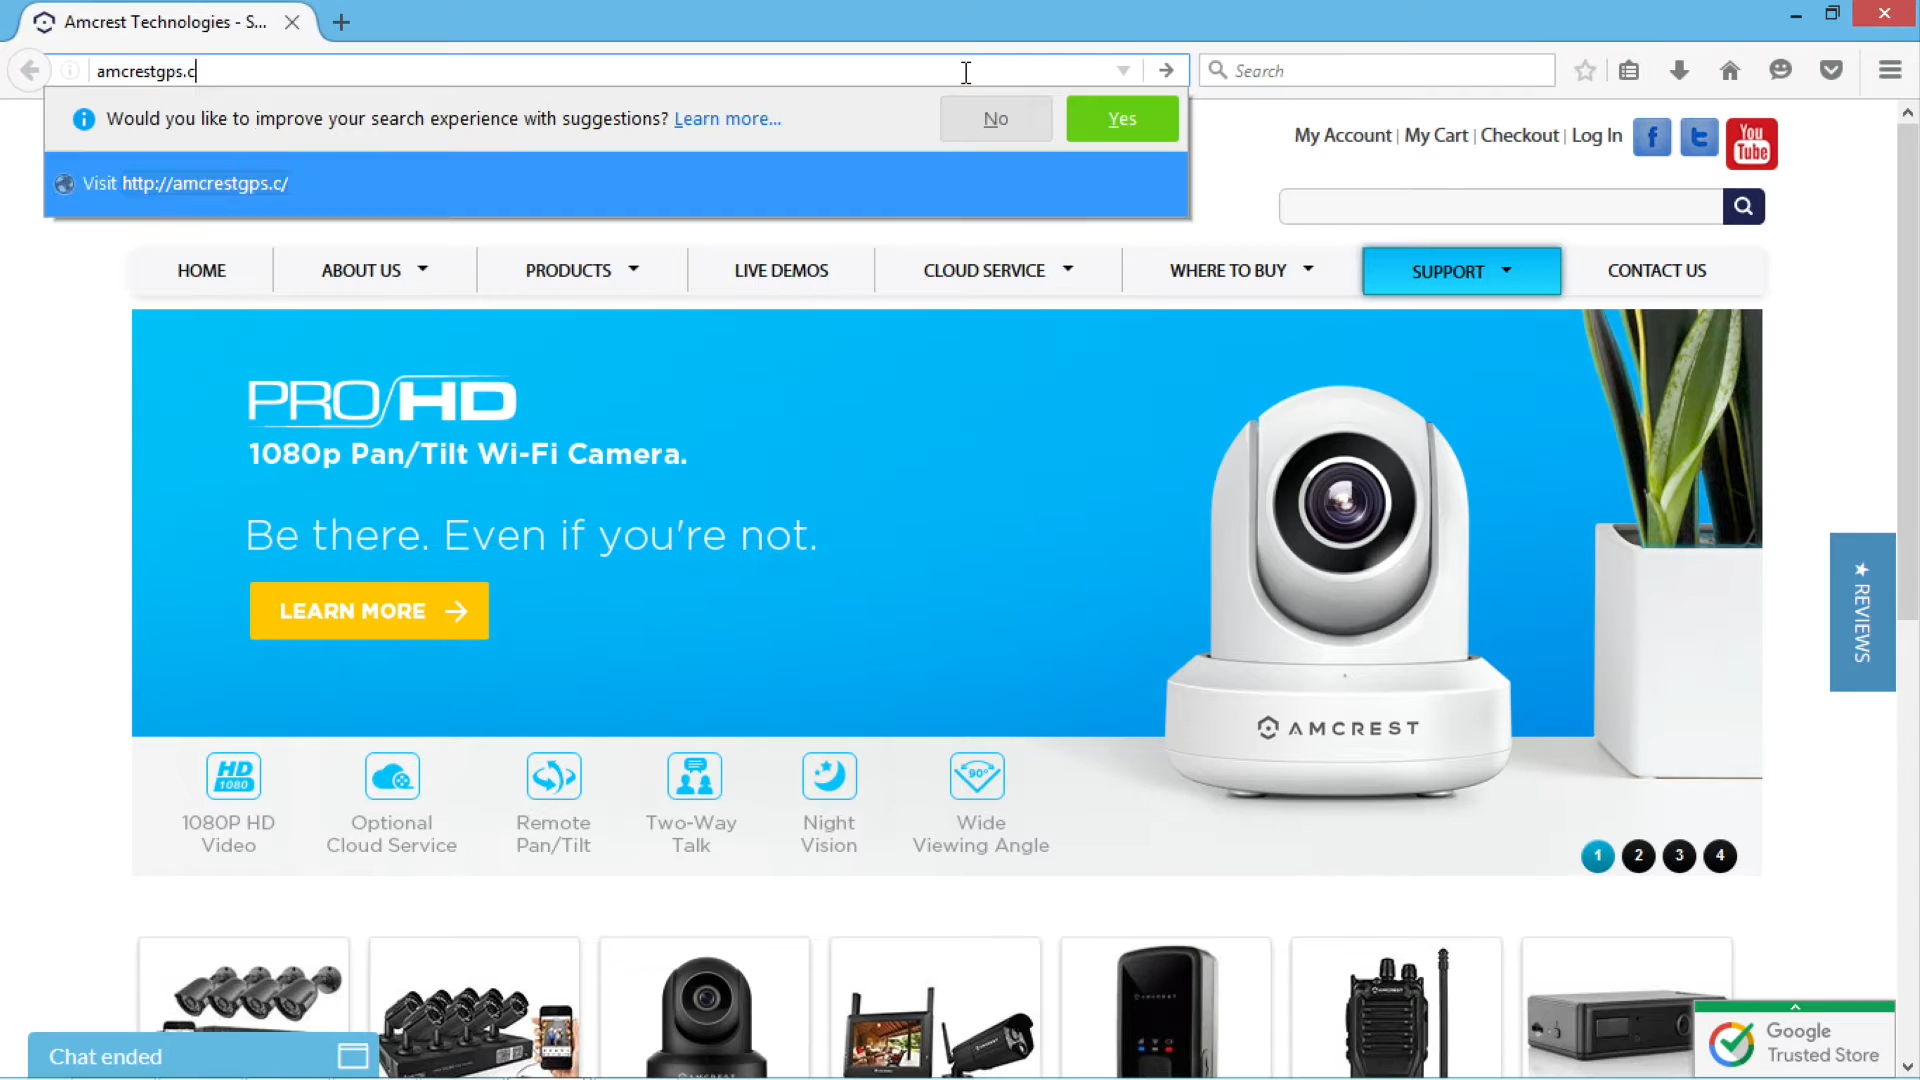 Amcrest Technologies - S...
amcrestgps.c
Search
Would you like to improve your search experience with suggestions? Learn more...
No
Yes
Visit http://amcrestgps.c/
My Account | My Cart | Checkout | Log In
f
t
You
Tube
HOME
ABOUT US
PRODUCTS
LIVE DEMOS
CLOUD SERVICE
WHERE TO BUY
SUPPORT
CONTACT US
PRO/HD
1080p Pan/Tilt Wi-Fi Camera.
Be there. Even if you're not.
LEARN MORE
AMCREST
★ REVIEWS
HD
1080
90°
1080P HD
Video
Optional
Cloud Service
Remote
Pan/Tilt
Two-Way
Talk
Night
Vision
Wide
Viewing Angle
1
2
3
4
AMCREST
AMCREST
Chat ended
Google
Trusted Store